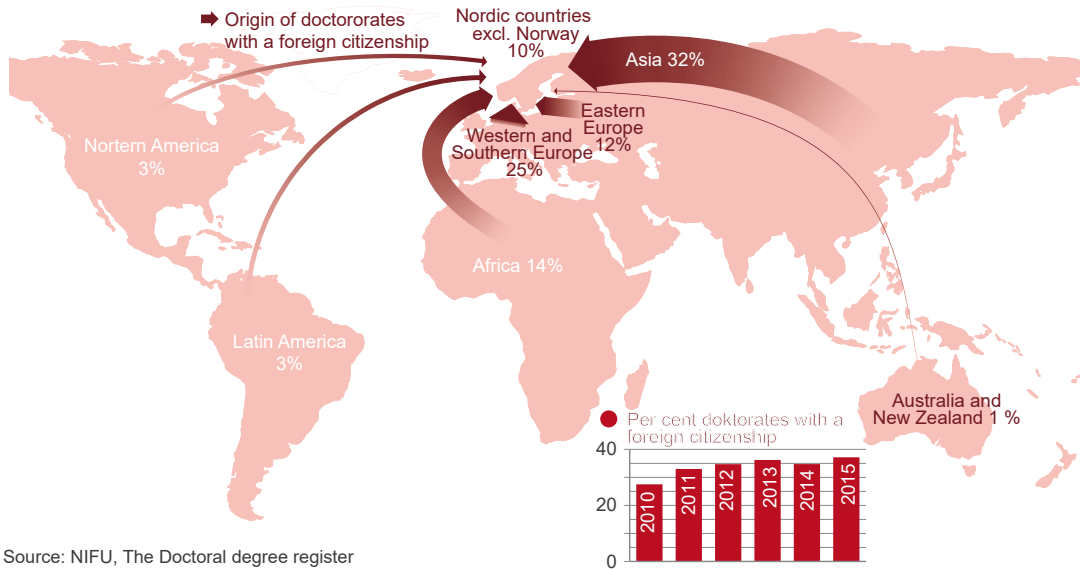 Origin of doctororates
with a foreign citizenship
Nordic countries
excl. Norway
10%
Asia 32%
Eastern
Europe
12%
Western and
Southern Europe
25%
Nortern America
3%
Africa 14%
Latin America
3%
Australia and
New Zealand 1 %
Per cent doktorates with a
foreign citizenship
40
20
0
2010
2011
2012
2013
2014
2015
Source: NIFU, The Doctoral degree register